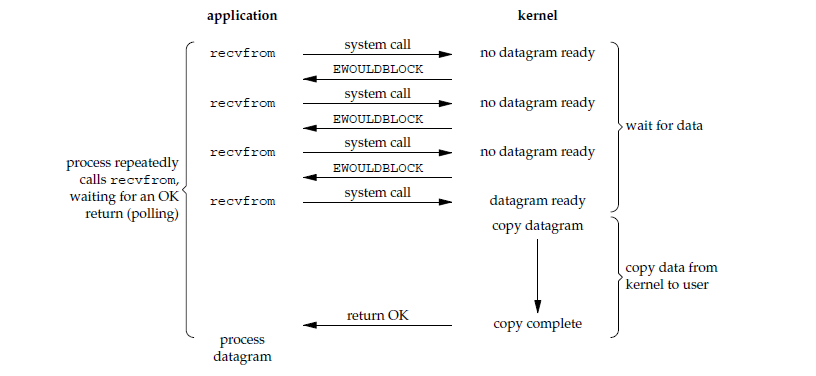 application
kernel
recvfrom
system call
no datagram ready
EWOULDBLOCK
recvfrom
system call
no datagram ready
EWOULDBLOCK
recvfrom
system call
no datagram ready
EWOULDBLOCK
recvfrom
system call
datagram ready
wait for data
process repeatedly
calls recvfrom,
waiting for an OK
return (polling)
copy datagram
copy data from
kernel to user
return OK
copy complete
process
datagram